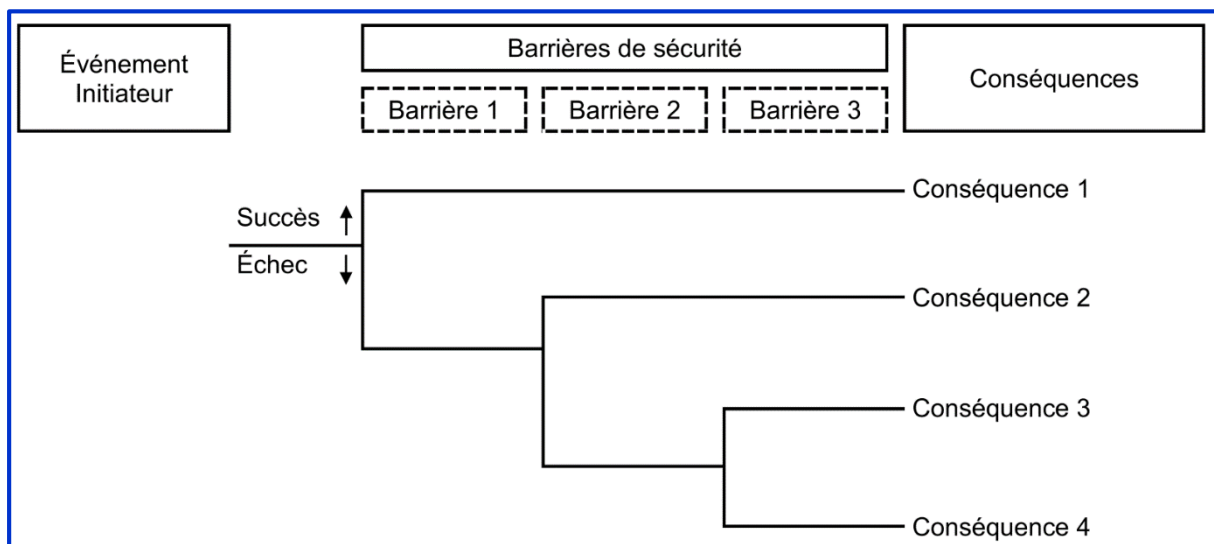 Événement
Initiateur
Barrières de sécurité
Barrière 1
Barrière 2
Barrière 3
Conséquences
Succès
Échec
Conséquence 1
Conséquence 2
Conséquence 3
Conséquence 4